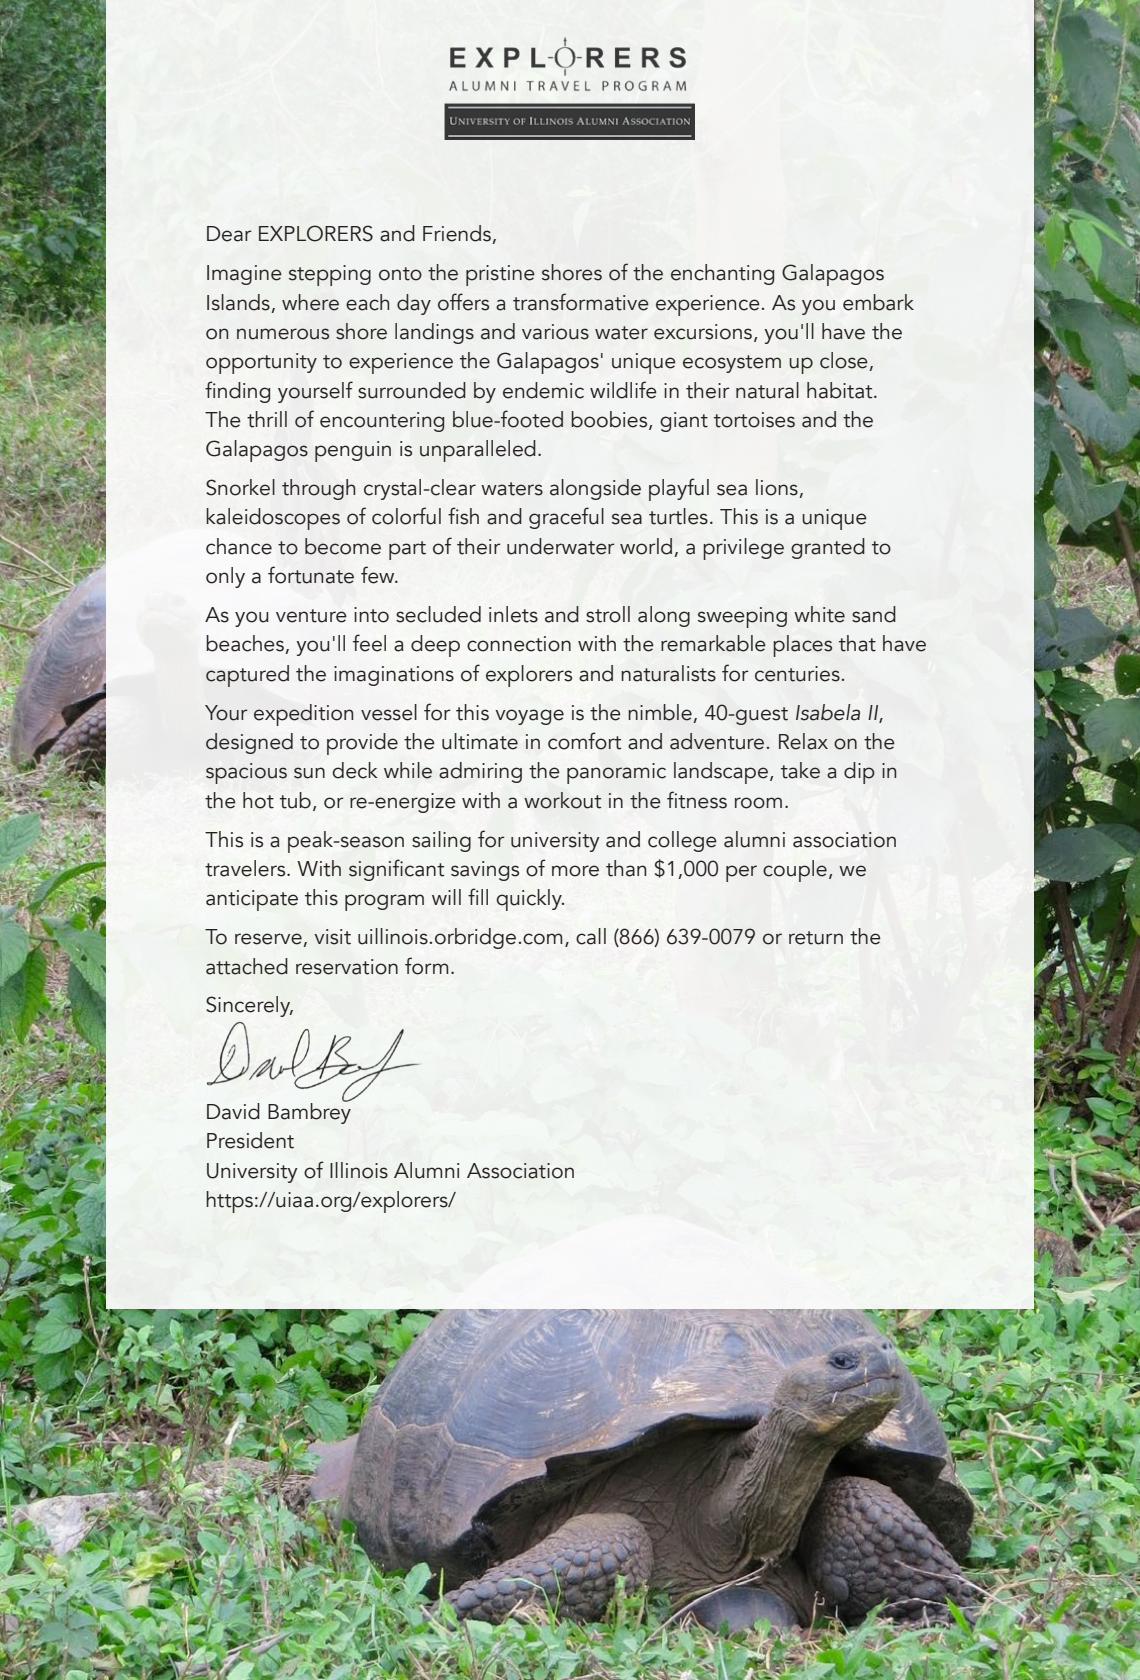 EXPLORERS
ALUMNI TRAVEL PROGRAM
UNIVERSITY OF ILLINOIS ALUMNI ASSOCIATION
Dear EXPLORERS and Friends,
Imagine stepping onto the pristine shores of the enchanting Galapagos
Islands, where each day offers a transformative experience. As you embark
on numerous shore landings and various water excursions, you'll have the
opportunity to experience the Galapagos' unique ecosystem up close,
finding yourself surrounded by endemic wildlife in their natural habitat.
The thrill of encountering blue-footed boobies, giant tortoises and the
Galapagos penguin is unparalleled.
Snorkel through crystal-clear waters alongside playful sea lions,
kaleidoscopes of colorful fish and graceful sea turtles. This is a unique
chance to become part of their underwater world, a privilege granted to
only a fortunate few.
As you venture into secluded inlets and stroll along sweeping white sand
beaches, you'll feel a deep connection with the remarkable places that have
captured the imaginations of explorers and naturalists for centuries.
Your expedition vessel for this voyage is the nimble, 40-guest Isabela II,
designed to provide the ultimate in comfort and adventure. Relax on the
spacious sun deck while admiring the panoramic landscape, take a dip in
the hot tub, or re-energize with a workout in the fitness room.
This is a peak-season sailing for university and college alumni association
travelers. With significant savings of more than $1,000 per couple, we
anticipate this program will fill quickly.
To reserve, visit uillinois.orbridge.com, call (866) 639-0079 or return the
attached reservation form.
Sincerely,
David Bambrey
President
University of Illinois Alumni Association
https://uiaa.org/explorers/